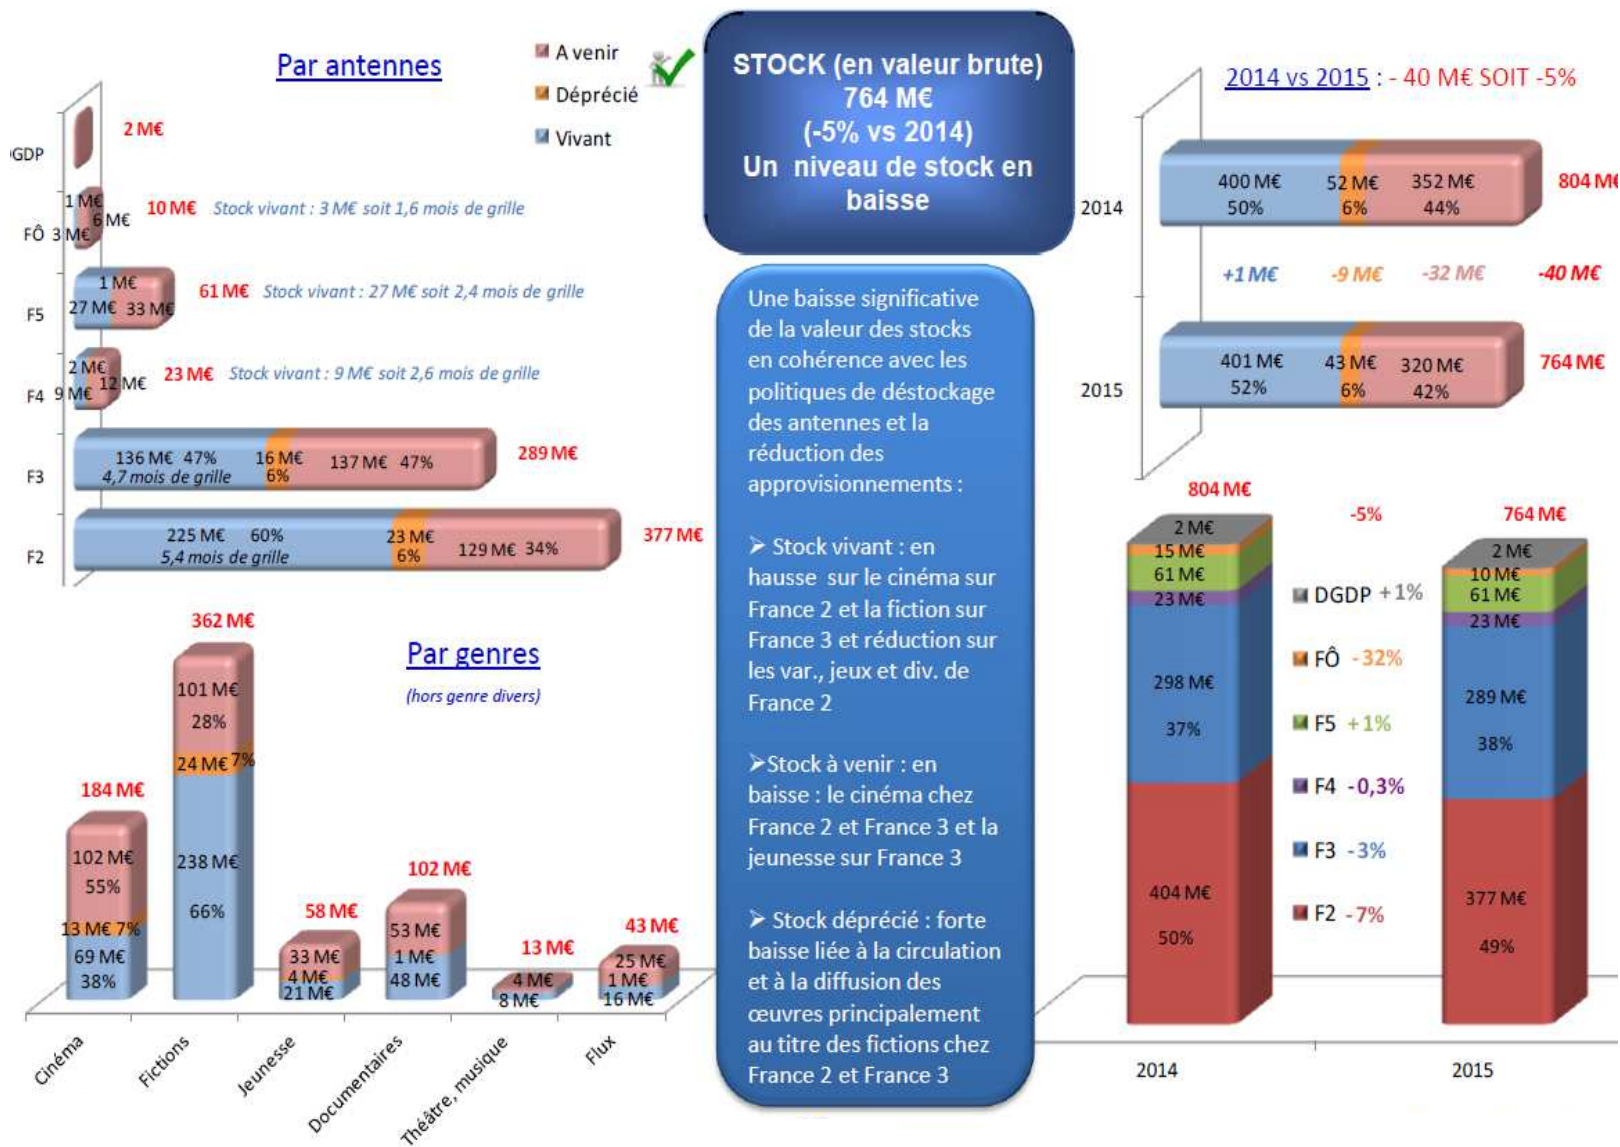 Par antennes
A venir
Déprécié
Vivant
2 M€
GDP
1 M€
6 M€
3 M€
10 M€ Stock vivant : 3 M€ soit 1,6 mois de grille
FÔ
1 M€
27 M€ 33 M€
61 M€ Stock vivant : 27 M€ soit 2,4 mois de grille
F5
2 M€
9 M€ 12 M€
23 M€ Stock vivant : 9 M€ soit 2,6 mois de grille
F4
136 M€ 47% 16 M€ 137 M€ 47%
4,7 mois de grille 6%
289 M€
F3
225 M€ 60% 23 M€ 129 M€ 34%
5,4 mois de grille 6%
377 M€
F2
Par genres
(hors genre divers)
184 M€
102 M€
55%
13 M€ 7%
69 M€
38%
Cinéma
362 M€
101 M€
28%
24 M€ 7%
238 M€
66%
Fictions
58 M€
33 M€
4 M€
21 M€
Jeunesse
102 M€
53 M€
1 M€
48 M€
Documentaires
13 M€
4 M€
8 M€
Théâtre, musique
43 M€
25 M€
1 M€
16 M€
Flux
STOCK (en valeur brute)
764 M€
(-5% vs 2014)
Un niveau de stock en
baisse
Une baisse significative
de la valeur des stocks
en cohérence avec les
politiques de déstockage
des antennes et la
réduction des
approvisionnements :
➢ Stock vivant : en
hausse sur le cinéma sur
France 2 et la fiction sur
France 3 et réduction sur
les var., jeux et div. de
France 2
➢Stock à venir : en
baisse : le cinéma chez
France 2 et France 3 et la
jeunesse sur France 3
➢ Stock déprécié : forte
baisse liée à la circulation
et à la diffusion des
œuvres principalement
au titre des fictions chez
France 2 et France 3
2014 vs 2015 : - 40 M€ SOIT -5%
400 M€ 52 M€ 352 M€
50% 6% 44%
804 M€
2014
+1 M€ -9 M€ -32 M€ -40 M€
401 M€ 43 M€ 320 M€
52% 6% 42%
764 M€
2015
804 M€
-5%
764 M€
2 M€
15 M€
61 M€
23 M€
298 M€
37%
404 M€
50%
2014
DGDP +1%
FÔ -32%
F5 +1%
F4 -0,3%
F3 -3%
F2 -7%
2 M€
10 M€
61 M€
23 M€
289 M€
38%
377 M€
49%
2015